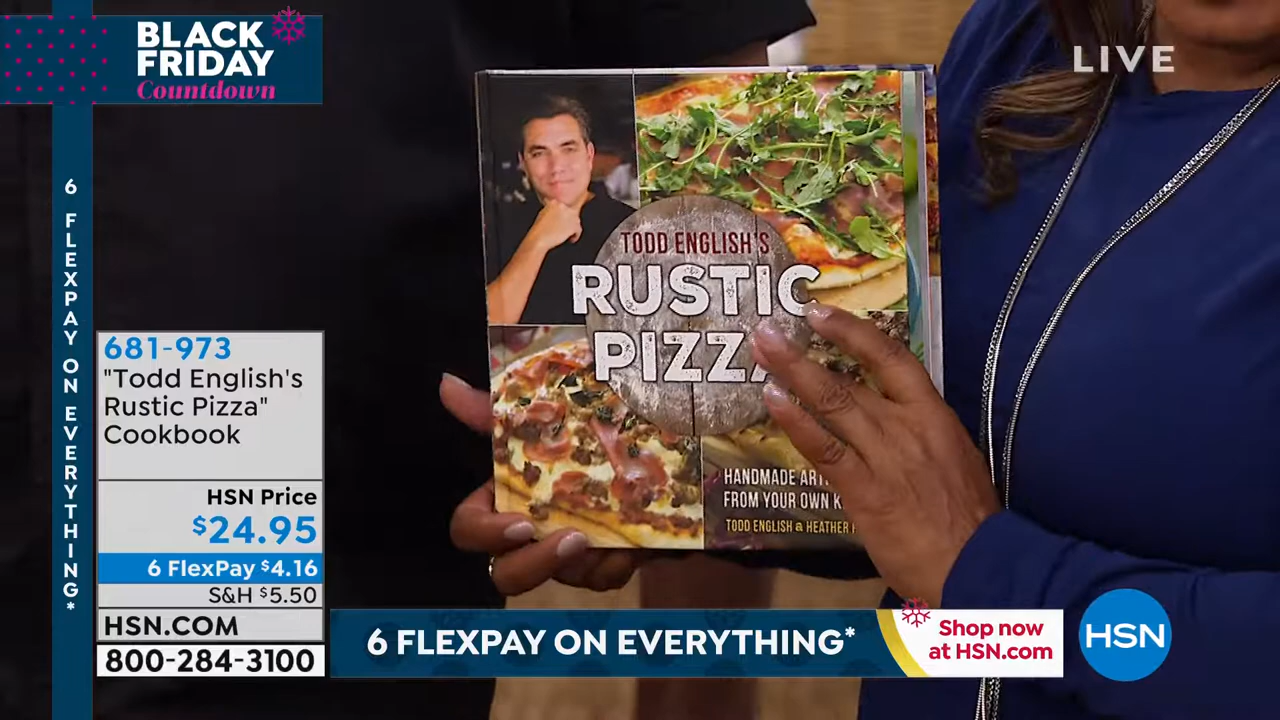 BLACK
FRIDAY
Countdown
LIVE
6 FLEXPAY ON EVERYTHING*
TODD ENGLISH'S
RUSTIC
PIZZA
HANDMADE
FROM YOUR OWN
TODD ENGLISH & HEATHER
681-973
"Todd English's
Rustic Pizza"
Cookbook
HSN Price
$24.95
6 FlexPay $4.16
S&H $5.50
HSN.COM
800-284-3100
6 FLEXPAY ON EVERYTHING*
Shop now
at HSN.com
HSN